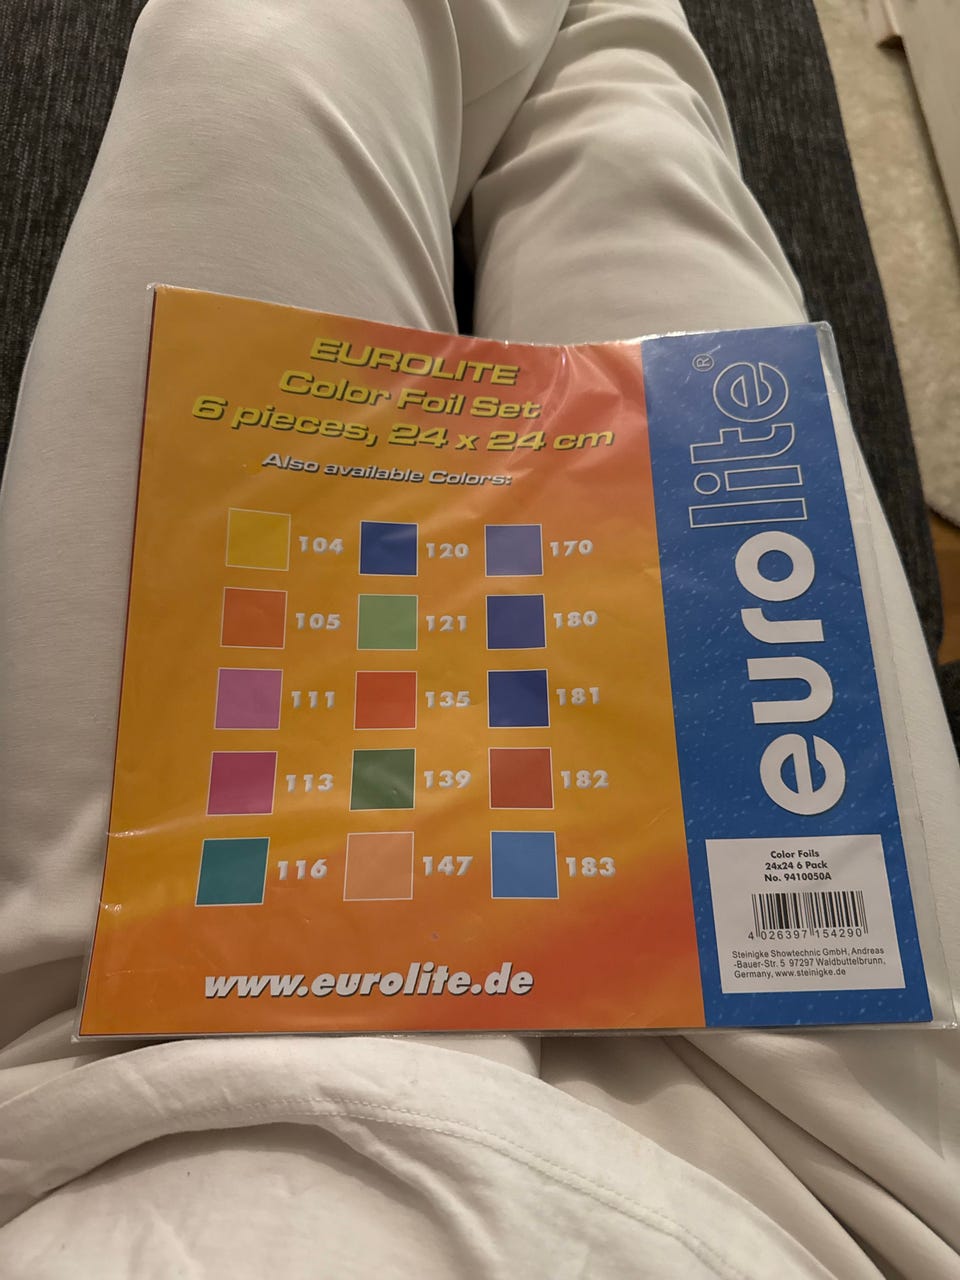 EUROLITE
Color Foil Set
6 pieces, 24 x 24 cm
Also available Colors:
104 120 170
105 121 180
111 135 181
113 139 182
116 147 183
www.eurolite.de
eurolite®
Color Foils
24x24 6 Pack
No. 9410050A
4 026397 154290
Steinigke Showtechnic GmbH, Andreas
-Bauer-Str. 5 97297 Waldbuttelbrunn,
Germany, www.steinigke.de